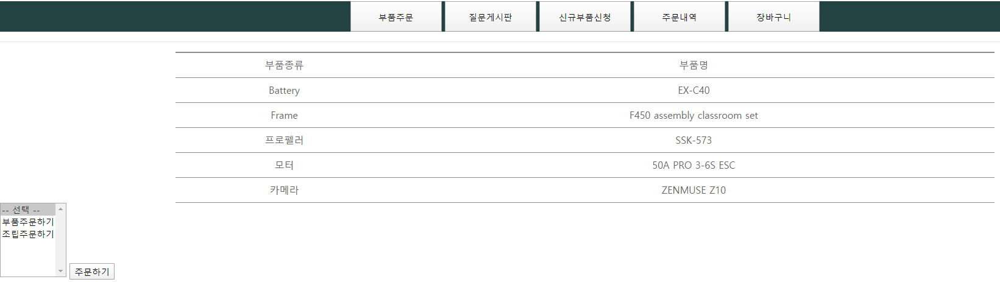 부품주문 질문게시판 신규부품신청 주문내역 장바구니
부품종류 부품명
Battery EX-C40
Frame F450 assembly classroom set
프로펠러 SSK-573
모터 50A PRO 3-6S ESC
카메라 ZENMUSE Z10
-- 선택 --
부품주문하기
조립주문하기
주문하기